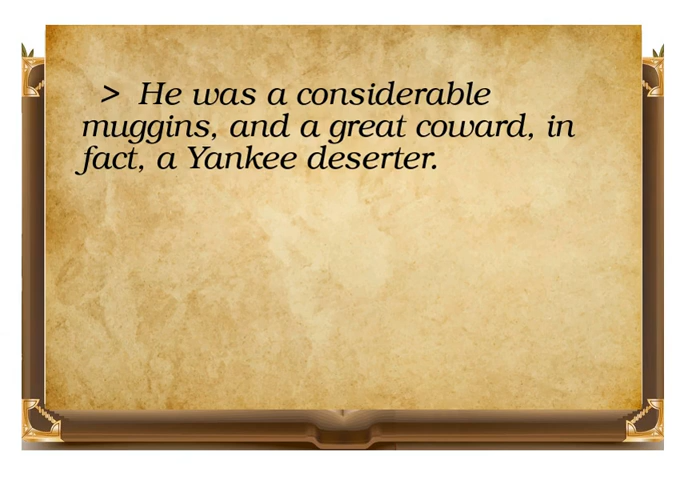 > He was a considerable
muggins, and a great coward, in
fact, a Yankee deserter.